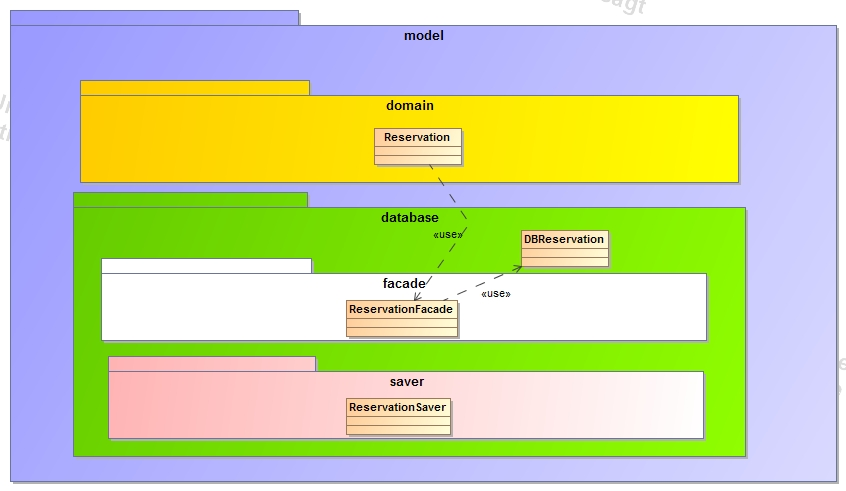 model
domain
Reservation
database
«use»
DBReservation
facade
«use»
ReservationFacade
saver
ReservationSaver